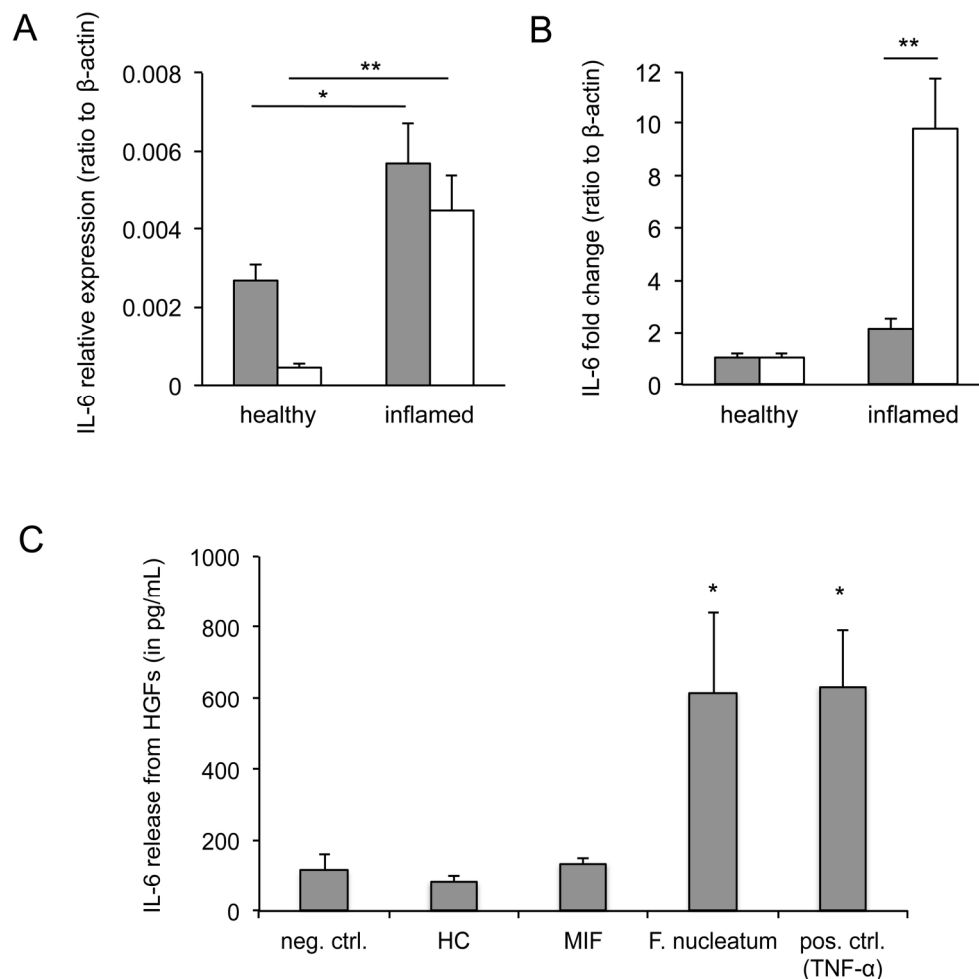 A
IL-6 relative expression (ratio to β-actin)
0.008
0.006
0.004
0.002
0
**
*
healthy
inflamed
B
IL-6 fold change (ratio to β-actin)
12
10
8
6
4
2
0
**
healthy
inflamed
C
IL-6 release from HGFs (in pg/mL)
1000
800
600
400
200
0
*
*
neg. ctrl.
HC
MIF
F. nucleatum
pos. ctrl.
(TNF-α)